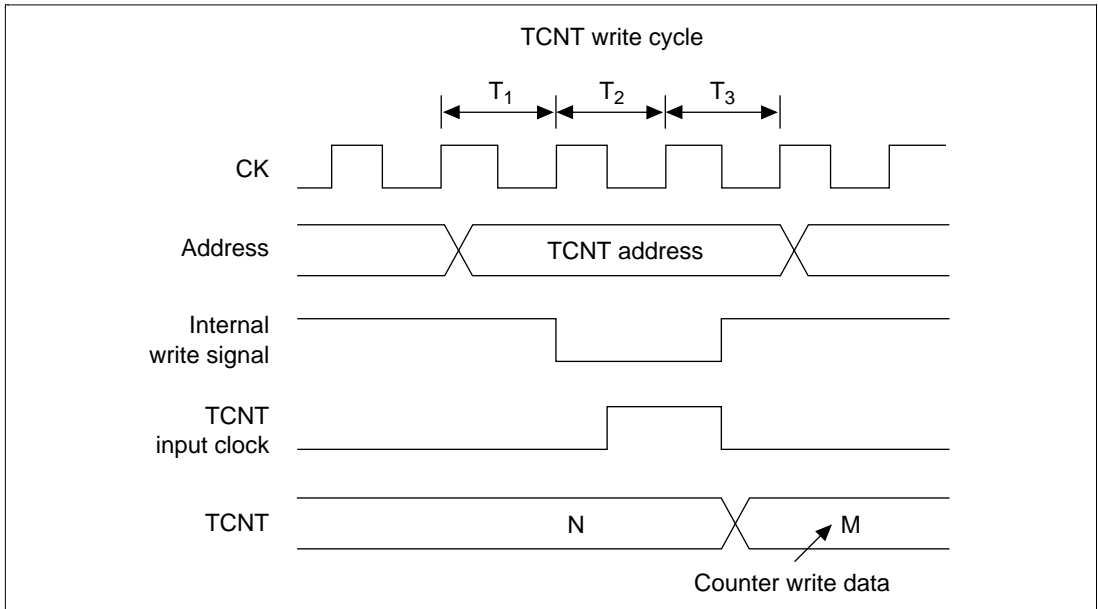 TCNT write cycle
T1 T2 T3
CK
Address
TCNT address
Internal
write signal
TCNT
input clock
TCNT
N
M
Counter write data